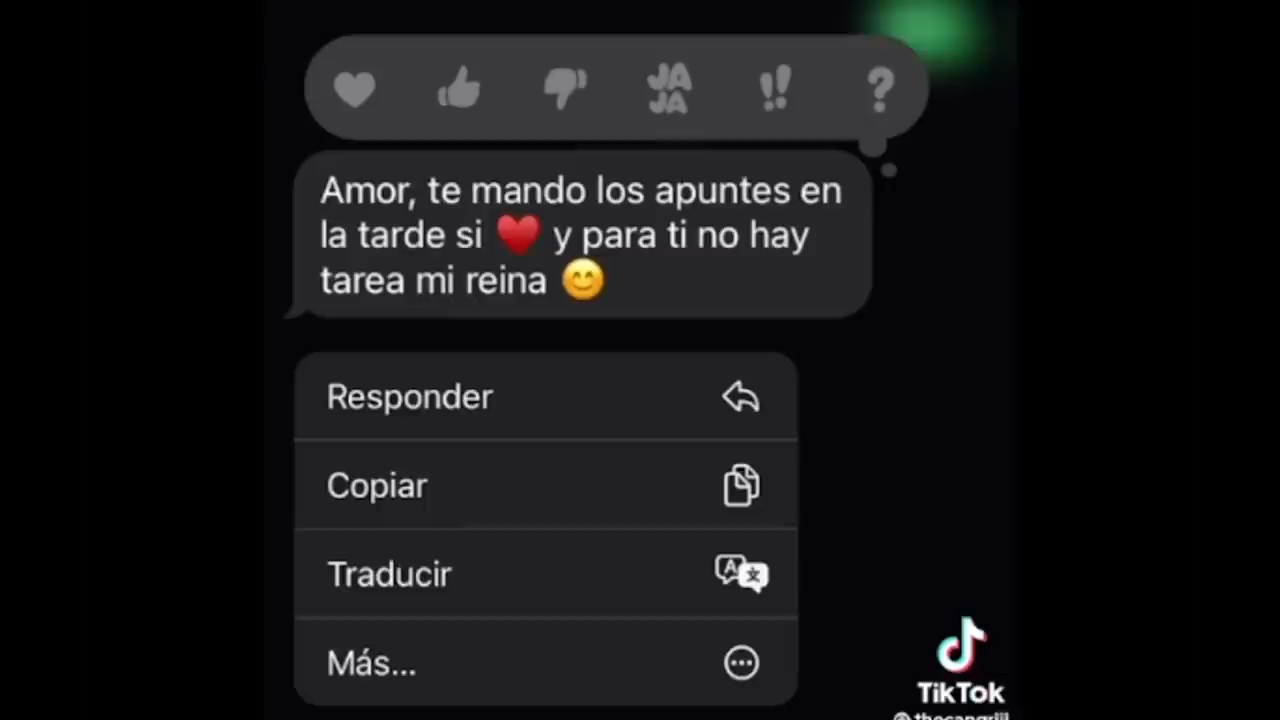 JA
JA
Amor, te mando los apuntes en
la tarde si ❤️ y para ti no hay
tarea mi reina 😊
Responder
Copiar
Traducir
Más...
TikTok